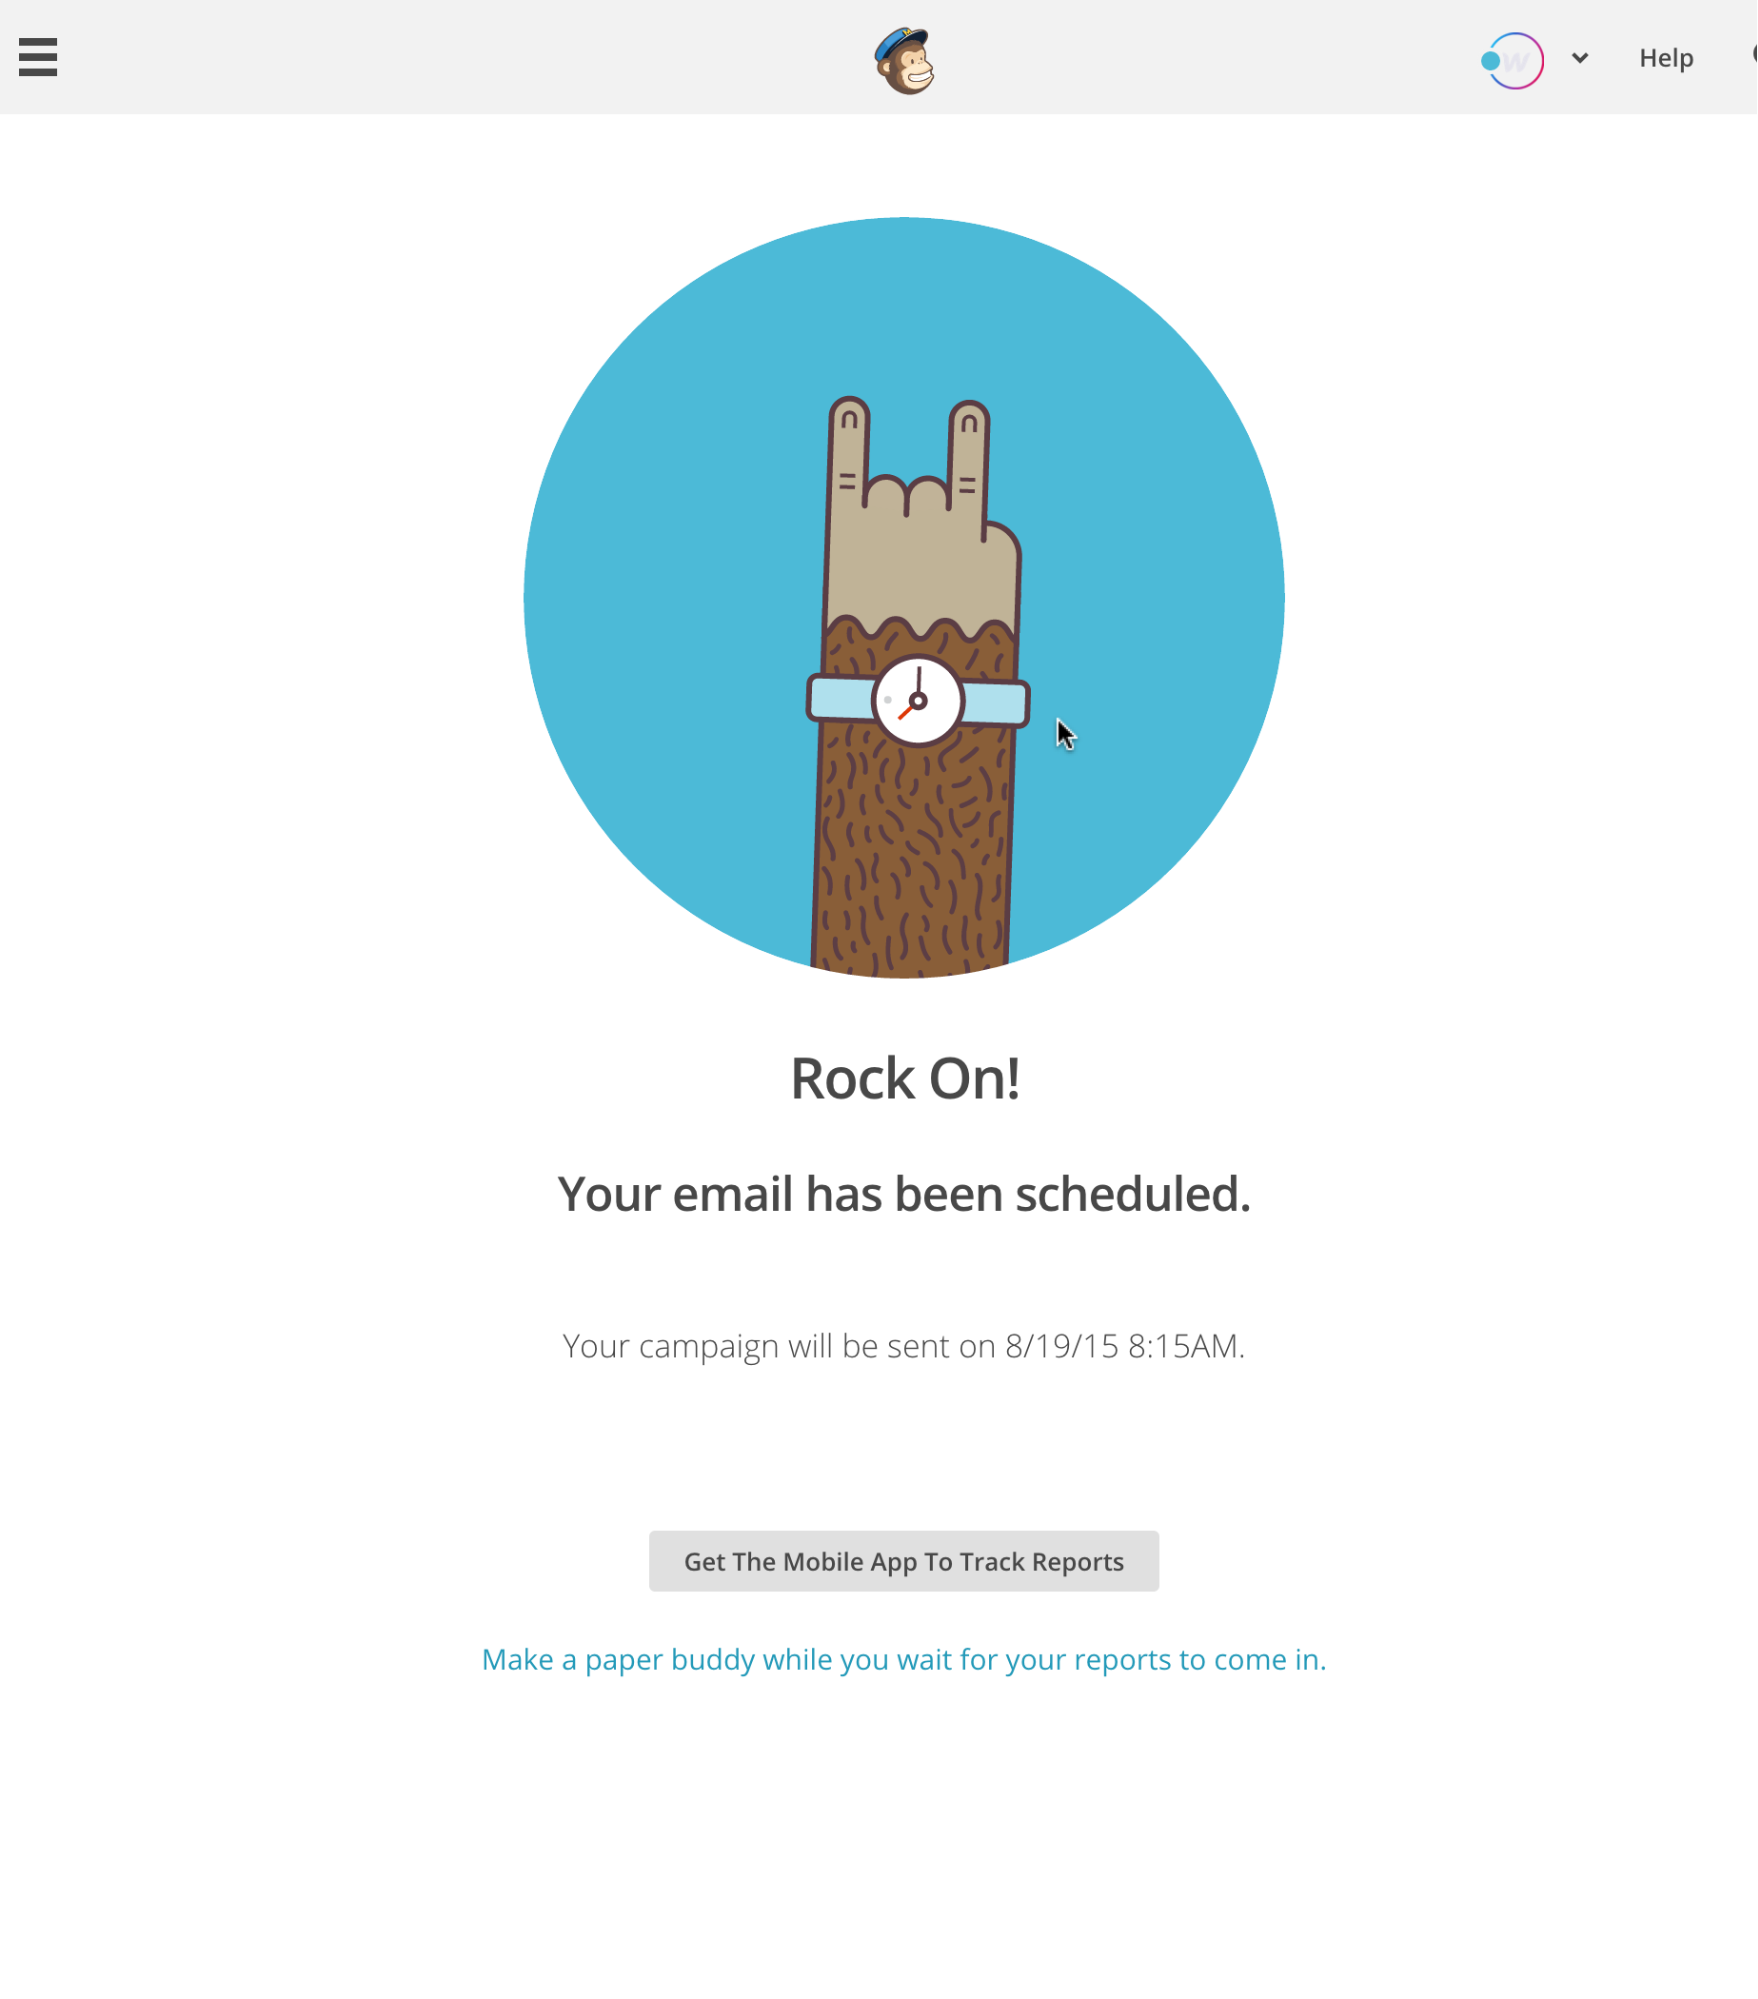 Help
Rock On!
Your email has been scheduled.
Your campaign will be sent on 8/19/15 8:15AM.
Get The Mobile App To Track Reports
Make a paper buddy while you wait for your reports to come in.